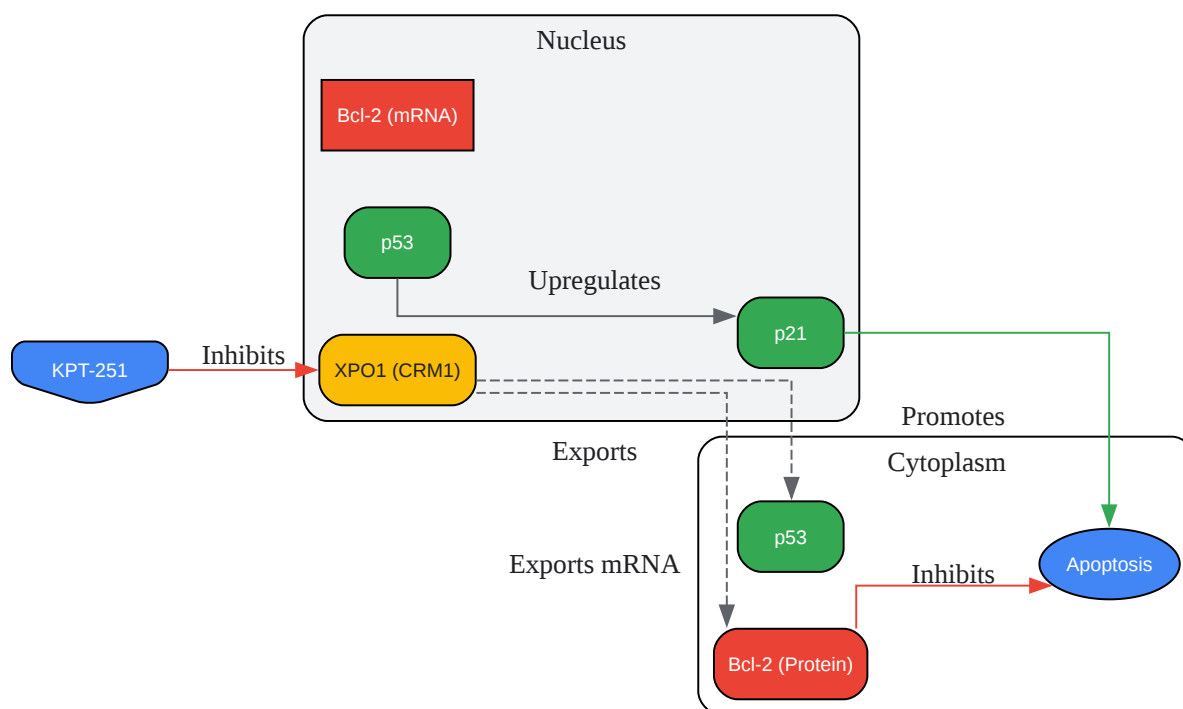 Nucleus
Bcl-2 (mRNA)
p53
Upregulates
p21
KPT-251
Inhibits
XPO1 (CRM1)
Promotes
Exports
Cytoplasm
p53
Exports mRNA
Inhibits
Apoptosis
Bcl-2 (Protein)